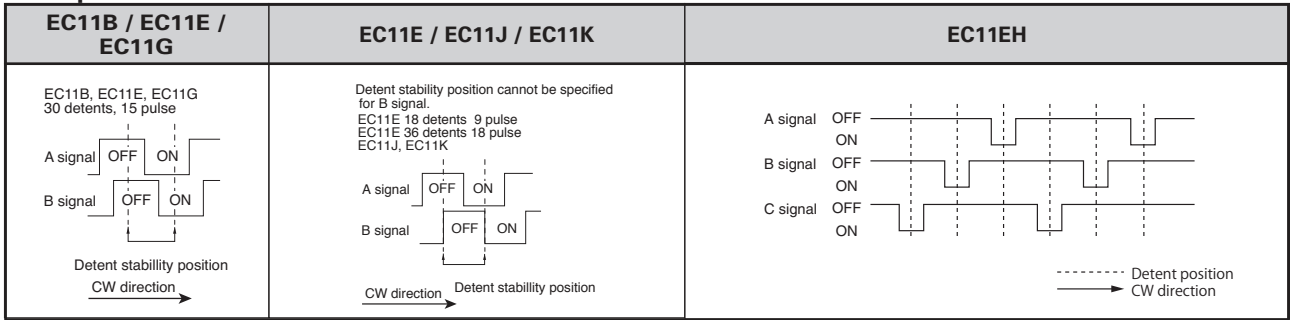 EC11B / EC11E /
EC11G
EC11E / EC11J / EC11K
EC11EH
EC11B, EC11E, EC11G
30 detents, 15 pulse
A signal OFF ON
B signal OFF ON
Detent stabillity position
CW direction
Detent stability position cannot be specified
for B signal.
EC11E 18 detents 9 pulse
EC11E 36 detents 18 pulse
EC11J, EC11K
A signal OFF ON
B signal OFF ON
CW direction Detent stabillity position
A signal OFF
ON
B signal OFF
ON
C signal OFF
ON
Detent position
CW direction